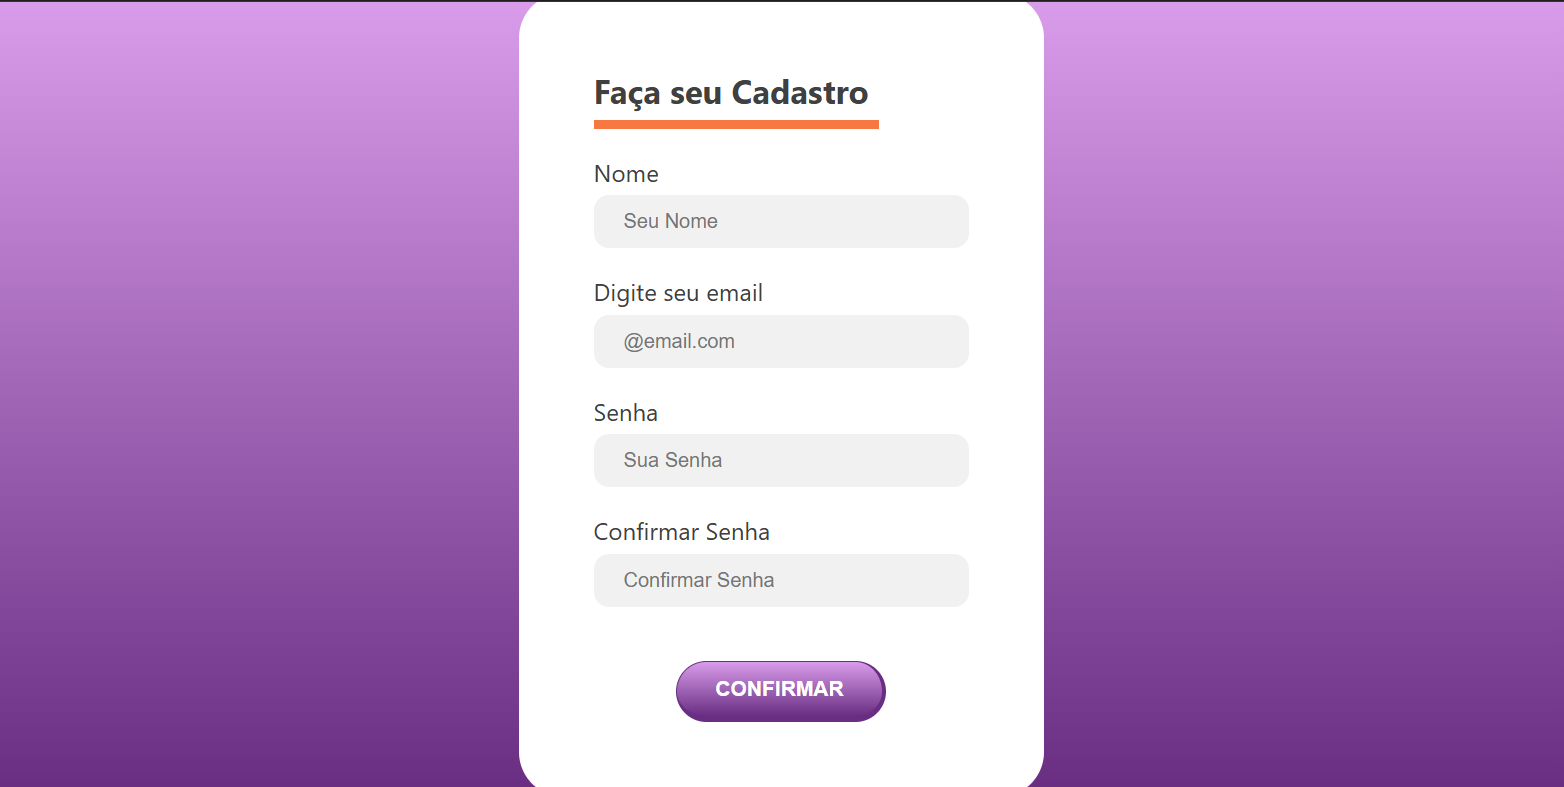 Faça seu Cadastro
Nome
Seu Nome
Digite seu email
@email.com
Senha
Sua Senha
Confirmar Senha
Confirmar Senha
CONFIRMAR